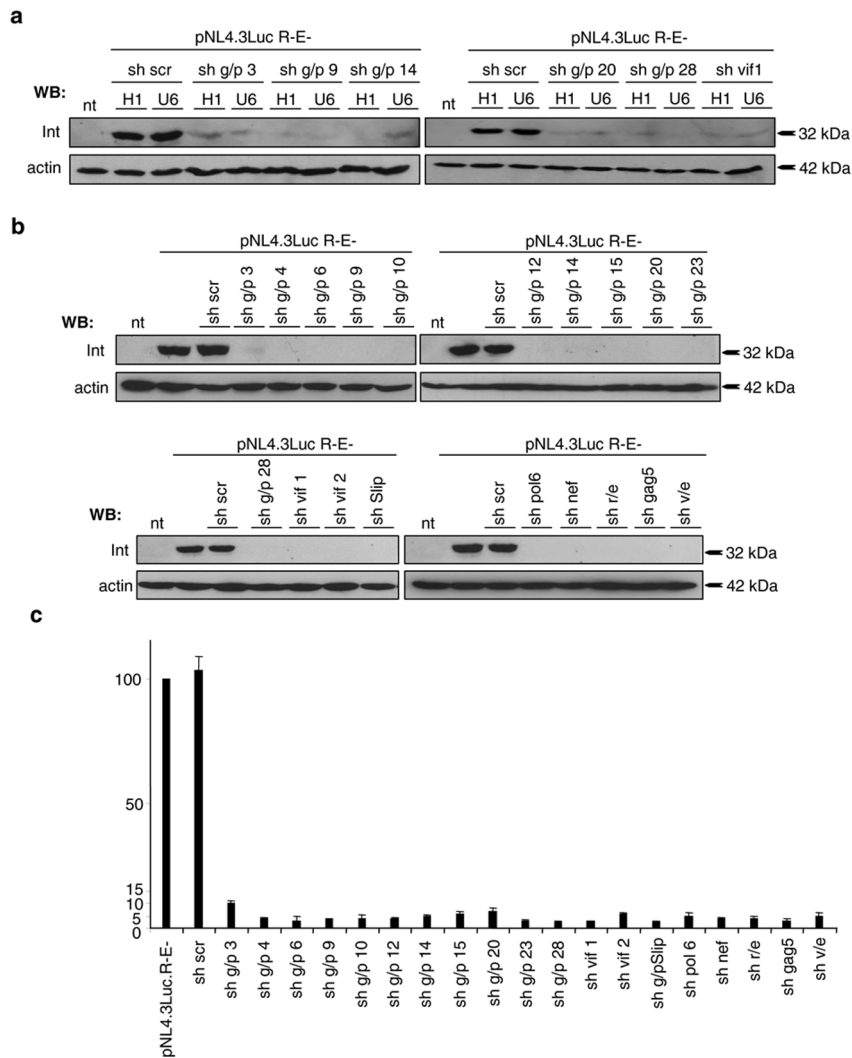 a
pNL4.3Luc R-E- pNL4.3Luc R-E-
sh scr sh g/p 3 sh g/p 9 sh g/p 14 sh scr sh g/p 20 sh g/p 28 sh vif1
WB: nt H1 U6 H1 U6 H1 U6 H1 U6 nt H1 U6 H1 U6 H1 U6 H1 U6
Int 32 kDa
actin 42 kDa
b
pNL4.3Luc R-E- pNL4.3Luc R-E-
WB: nt sh scr sh g/p 3 sh g/p 4 sh g/p 6 sh g/p 9 sh g/p 10 nt sh scr sh g/p 12 sh g/p 14 sh g/p 15 sh g/p 20 sh g/p 23
Int 32 kDa
actin 42 kDa
pNL4.3Luc R-E- pNL4.3Luc R-E-
WB: nt sh scr sh g/p 28 sh vif 1 sh vif 2 sh Slip nt sh scr sh pol6 sh nef sh r/e sh gag5 sh v/e
Int 32 kDa
actin 42 kDa
c
100
50
15
10
5
0
pNL4.3Luc.R-E- sh scr sh g/p 3 sh g/p 4 sh g/p 6 sh g/p 9 sh g/p 10 sh g/p 12 sh g/p 14 sh g/p 15 sh g/p 20 sh g/p 23 sh g/p 28 sh vif 1 sh vif 2 sh g/pSlip sh pol 6 sh nef sh r/e sh gag5 sh v/e